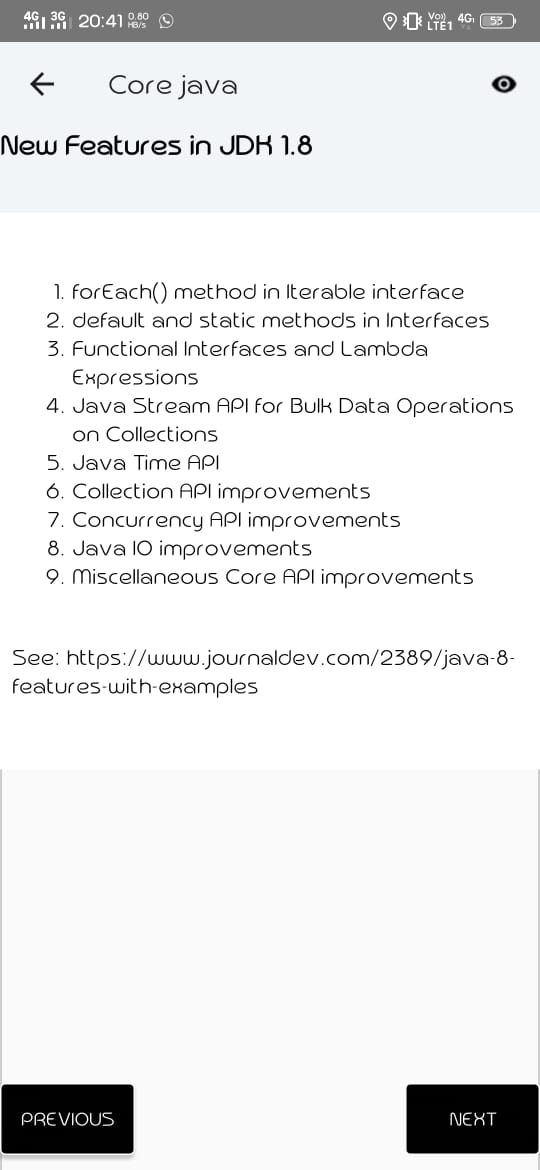 4G 3G 20:41 0.80 HB/s Vo)) LTE1 4G 53
Core java
New Features in JDK 1.8
1. forEach() method in Iterable interface
2. default and static methods in Interfaces
3. Functional Interfaces and Lambda
Expressions
4. Java Stream API for Bulk Data Operations
on Collections
5. Java Time API
6. Collection API improvements
7. Concurrency API improvements
8. Java IO improvements
9. Miscellaneous Core API improvements
See: https://www.journaldev.com/2389/java-8-
features-with-examples
PREVIOUS NEXT